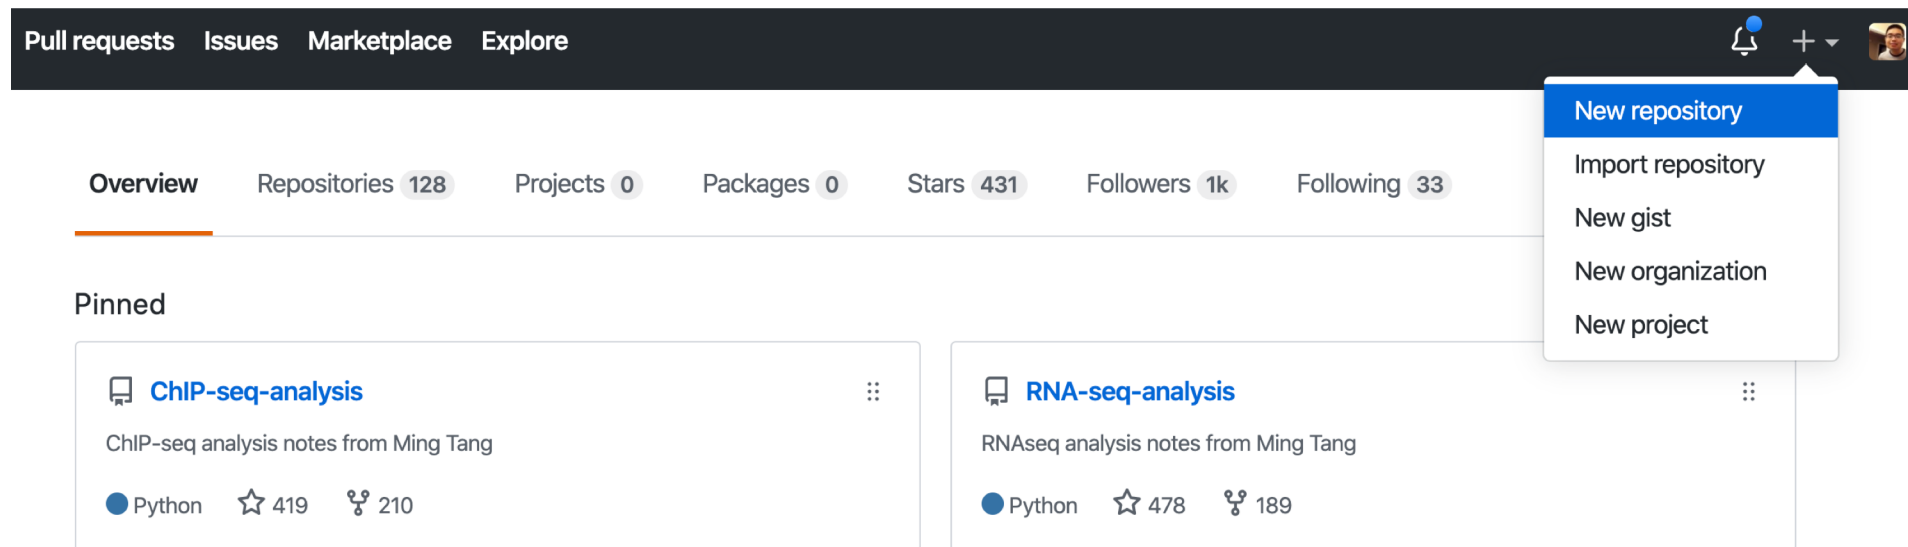 Pull requests Issues Marketplace Explore
New repository
Import repository
New gist
New organization
New project
Overview Repositories 128 Projects 0 Packages 0 Stars 431 Followers 1k Following 33
Pinned
ChIP-seq-analysis
ChIP-seq analysis notes from Ming Tang
Python 419 210
RNA-seq-analysis
RNAseq analysis notes from Ming Tang
Python 478 189